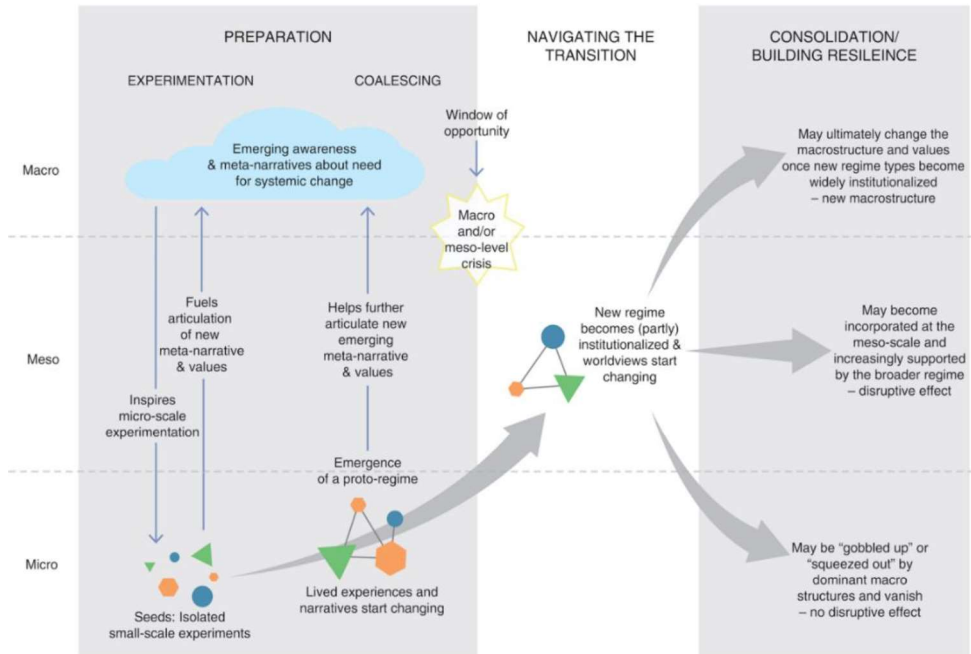 PREPARATION
NAVIGATING THE
TRANSITION
CONSOLIDATION/
BUILDING RESILEINCE
EXPERIMENTATION
COALESCING
Macro
Emerging awareness
& meta-narratives about need
for systemic change
Window of
opportunity
Macro
and/or
meso-level
crisis
May ultimately change the
macrostructure and values
once new regime types become
widely institutionalized
– new macrostructure
Meso
Inspires
micro-scale
experimentation
Fuels
articulation
of new
meta-narrative
& values
Helps further
articulate new
emerging
meta-narrative
& values
New regime
becomes (partly)
institutionalized &
worldviews start
changing
May become
incorporated at the
meso-scale and
increasingly supported
by the broader regime
– disruptive effect
Micro
Seeds: Isolated
small-scale experiments
Emergence
of a proto-regime
Lived experiences and
narratives start changing
May be “gobbled up” or
“squeezed out” by
dominant macro
structures and vanish
– no disruptive effect